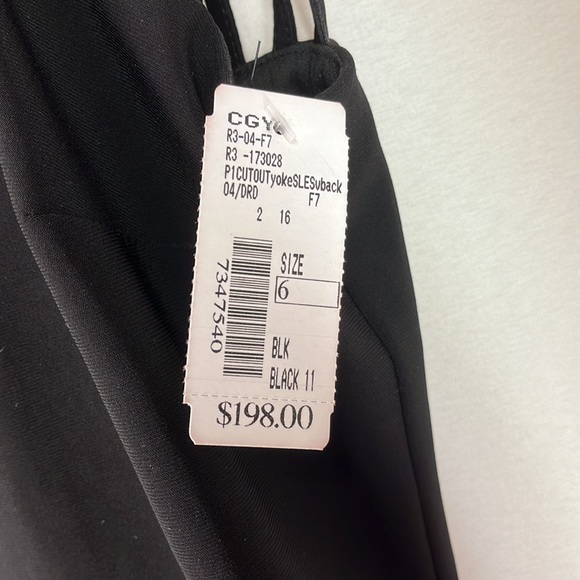 R3-04-F7
R3 -173028
P1CUTOUTyokeSLESvback
04/DRD F7
2 16
SIZE
6
7347540
BLK
BLACK 11
$198.00